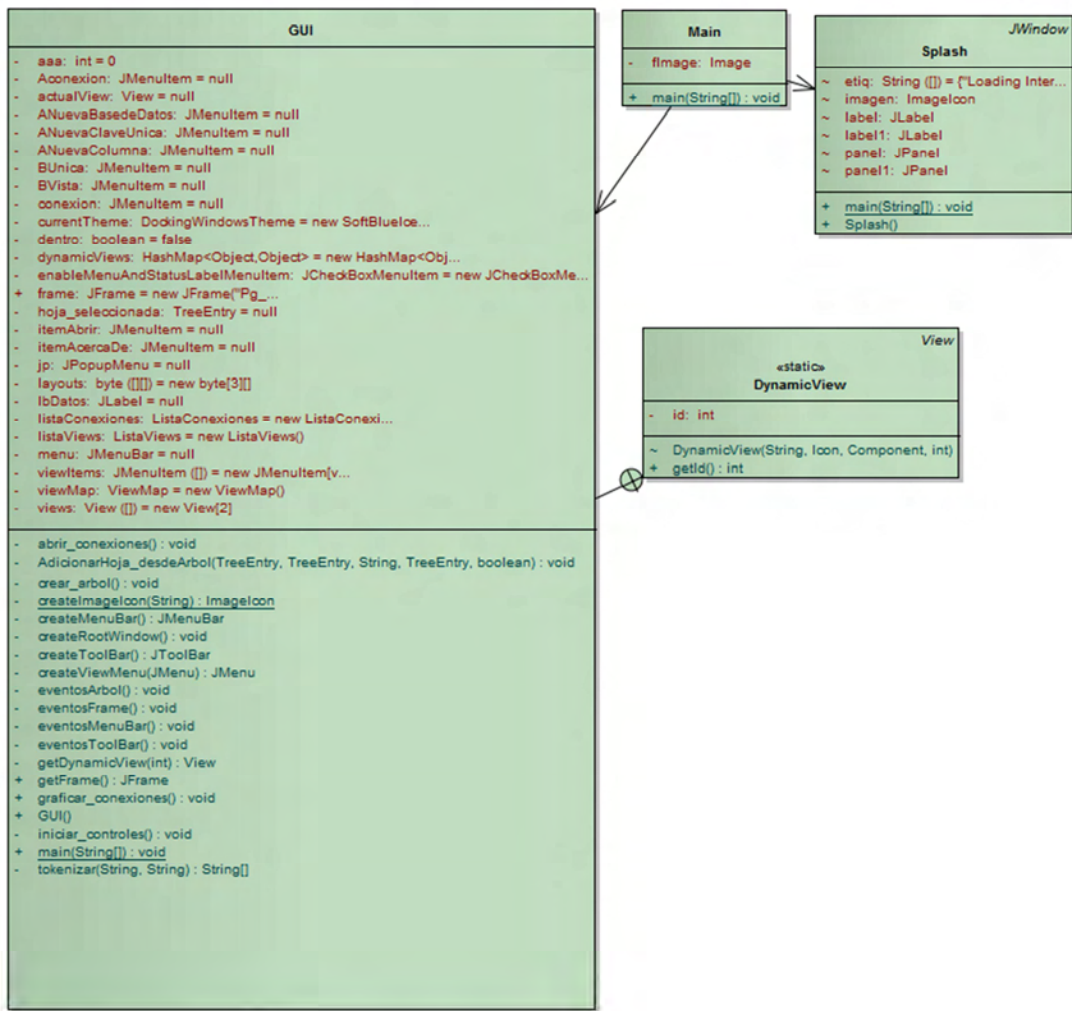 GUI
- aaa: int = 0
- Aconexion: JMenuItem = null
- actualView: View = null
- ANuevaBasedeDatos: JMenuItem = null
- ANuevaClaveUnica: JMenuItem = null
- ANuevaColumna: JMenuItem = null
- BUnica: JMenuItem = null
- BVista: JMenuItem = null
- conexion: JMenuItem = null
- currentTheme: DockingWindowsTheme = new SoftBlueIce...
- dentro: boolean = false
- dynamicViews: HashMap<Object,Object> = new HashMap<Obj...
- enableMenuAndStatusLabelMenuItem: JCheckBoxMenuItem = new JCheckBoxMe...
+ frame: JFrame = new JFrame("Pg_...
- hoja_seleccionada: TreeEntry = null
- itemAbrir: JMenuItem = null
- itemAcercaDe: JMenuItem = null
- jp: JPopupMenu = null
- layouts: byte ([][]) = new byte[3][]
- lbDatos: JLabel = null
- listaConexiones: ListaConexiones = new ListaConexi...
- listaViews: ListaViews = new ListaViews()
- menu: JMenuBar = null
- viewItems: JMenuItem ([]) = new JMenuItem[v...
- viewMap: ViewMap = new ViewMap()
- views: View ([]) = new View[2]
- abrir_conexiones() : void
- AdicionarHoja_desdeArbol(TreeEntry, TreeEntry, String, TreeEntry, boolean) : void
- crear_arbol() : void
- createImageIcon(String) : ImageIcon
- createMenuBar() : JMenuBar
- createRootWindow() : void
- createToolBar() : JToolBar
- createViewMenu(JMenu) : JMenu
- eventosArbol() : void
- eventosFrame() : void
- eventosMenuBar() : void
- eventosToolBar() : void
- getDynamicView(int) : View
+ getFrame() : JFrame
+ graficar_conexiones() : void
+ GUI()
- iniciar_controles() : void
+ main(String[]) : void
- tokenizar(String, String) : String[]
Main
- fImage: Image
+ main(String[]) : void
JWindow
Splash
~ etiq: String ([]) = {"Loading Inter...
~ imagen: ImageIcon
~ label: JLabel
~ label1: JLabel
~ panel: JPanel
~ panel1: JPanel
+ main(String[]) : void
+ Splash()
View
«static»
DynamicView
- id: int
~ DynamicView(String, Icon, Component, int)
+ getId() : int